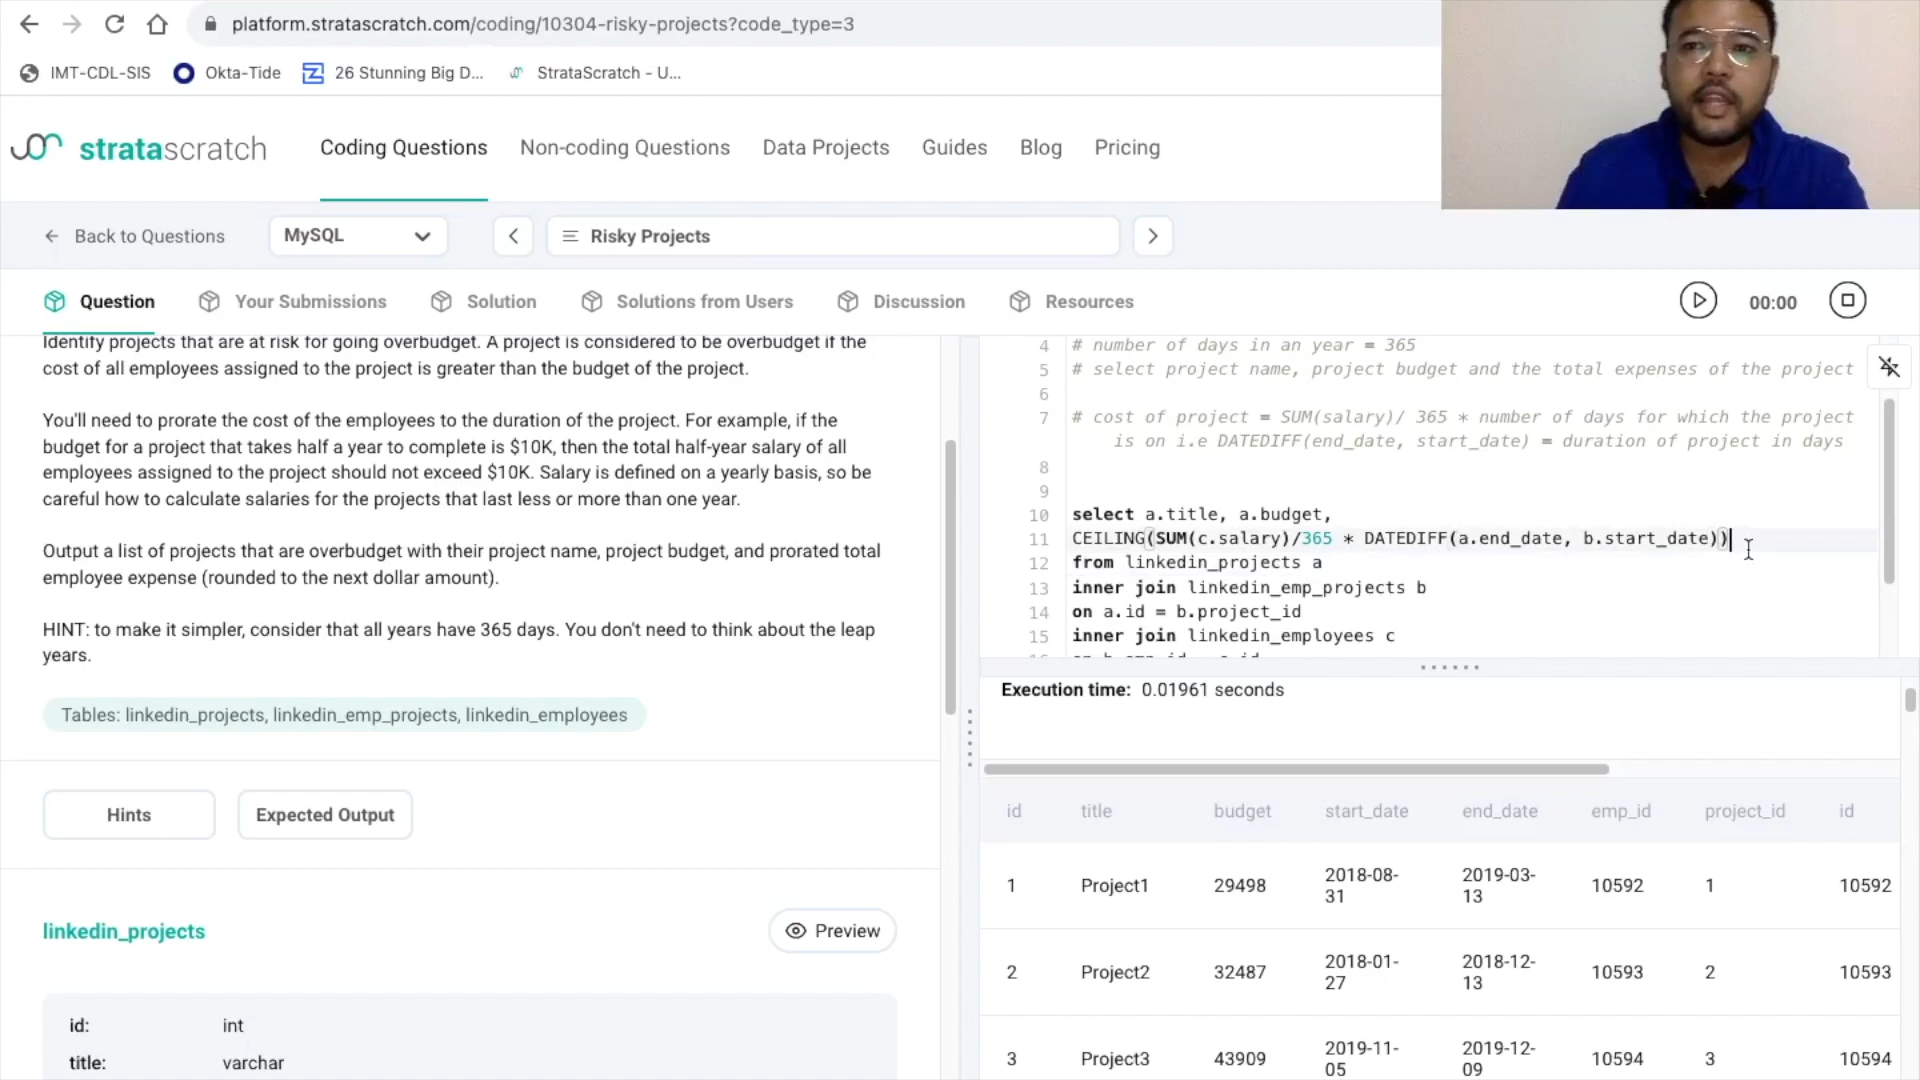 platform.stratascratch.com/coding/10304-risky-projects?code_type=3
IMT-CDL-SIS Okta-Tide 26 Stunning Big D... StrataScratch - U...
stratascratch Coding Questions Non-coding Questions Data Projects Guides Blog Pricing
Back to Questions MySQL Risky Projects
Question Your Submissions Solution Solutions from Users Discussion Resources 00:00
Identify projects that are at risk for going overbudget. A project is considered to be overbudget if the
cost of all employees assigned to the project is greater than the budget of the project.
You'll need to prorate the cost of the employees to the duration of the project. For example, if the
budget for a project that takes half a year to complete is $10K, then the total half-year salary of all
employees assigned to the project should not exceed $10K. Salary is defined on a yearly basis, so be
careful how to calculate salaries for the projects that last less or more than one year.
Output a list of projects that are overbudget with their project name, project budget, and prorated total
employee expense (rounded to the next dollar amount).
HINT: to make it simpler, consider that all years have 365 days. You don't need to think about the leap
years.
Tables: linkedin_projects, linkedin_emp_projects, linkedin_employees
Hints Expected Output
linkedin_projects Preview
id: int
title: varchar
4 # number of days in an year = 365
5 # select project name, project budget and the total expenses of the project
6
7 # cost of project = SUM(salary)/ 365 * number of days for which the project
is on i.e DATEDIFF(end_date, start_date) = duration of project in days
8
9
10 select a.title, a.budget,
11 CEILING(SUM(c.salary)/365 * DATEDIFF(a.end_date, b.start_date))
12 from linkedin_projects a
13 inner join linkedin_emp_projects b
14 on a.id = b.project_id
15 inner join linkedin_employees c
Execution time: 0.01961 seconds
id title budget start_date end_date emp_id project_id id
1 Project1 29498 2018-08-31 2019-03-13 10592 1 10592
2 Project2 32487 2018-01-27 2018-12-13 10593 2 10593
3 Project3 43909 2019-11-05 2019-12-09 10594 3 10594